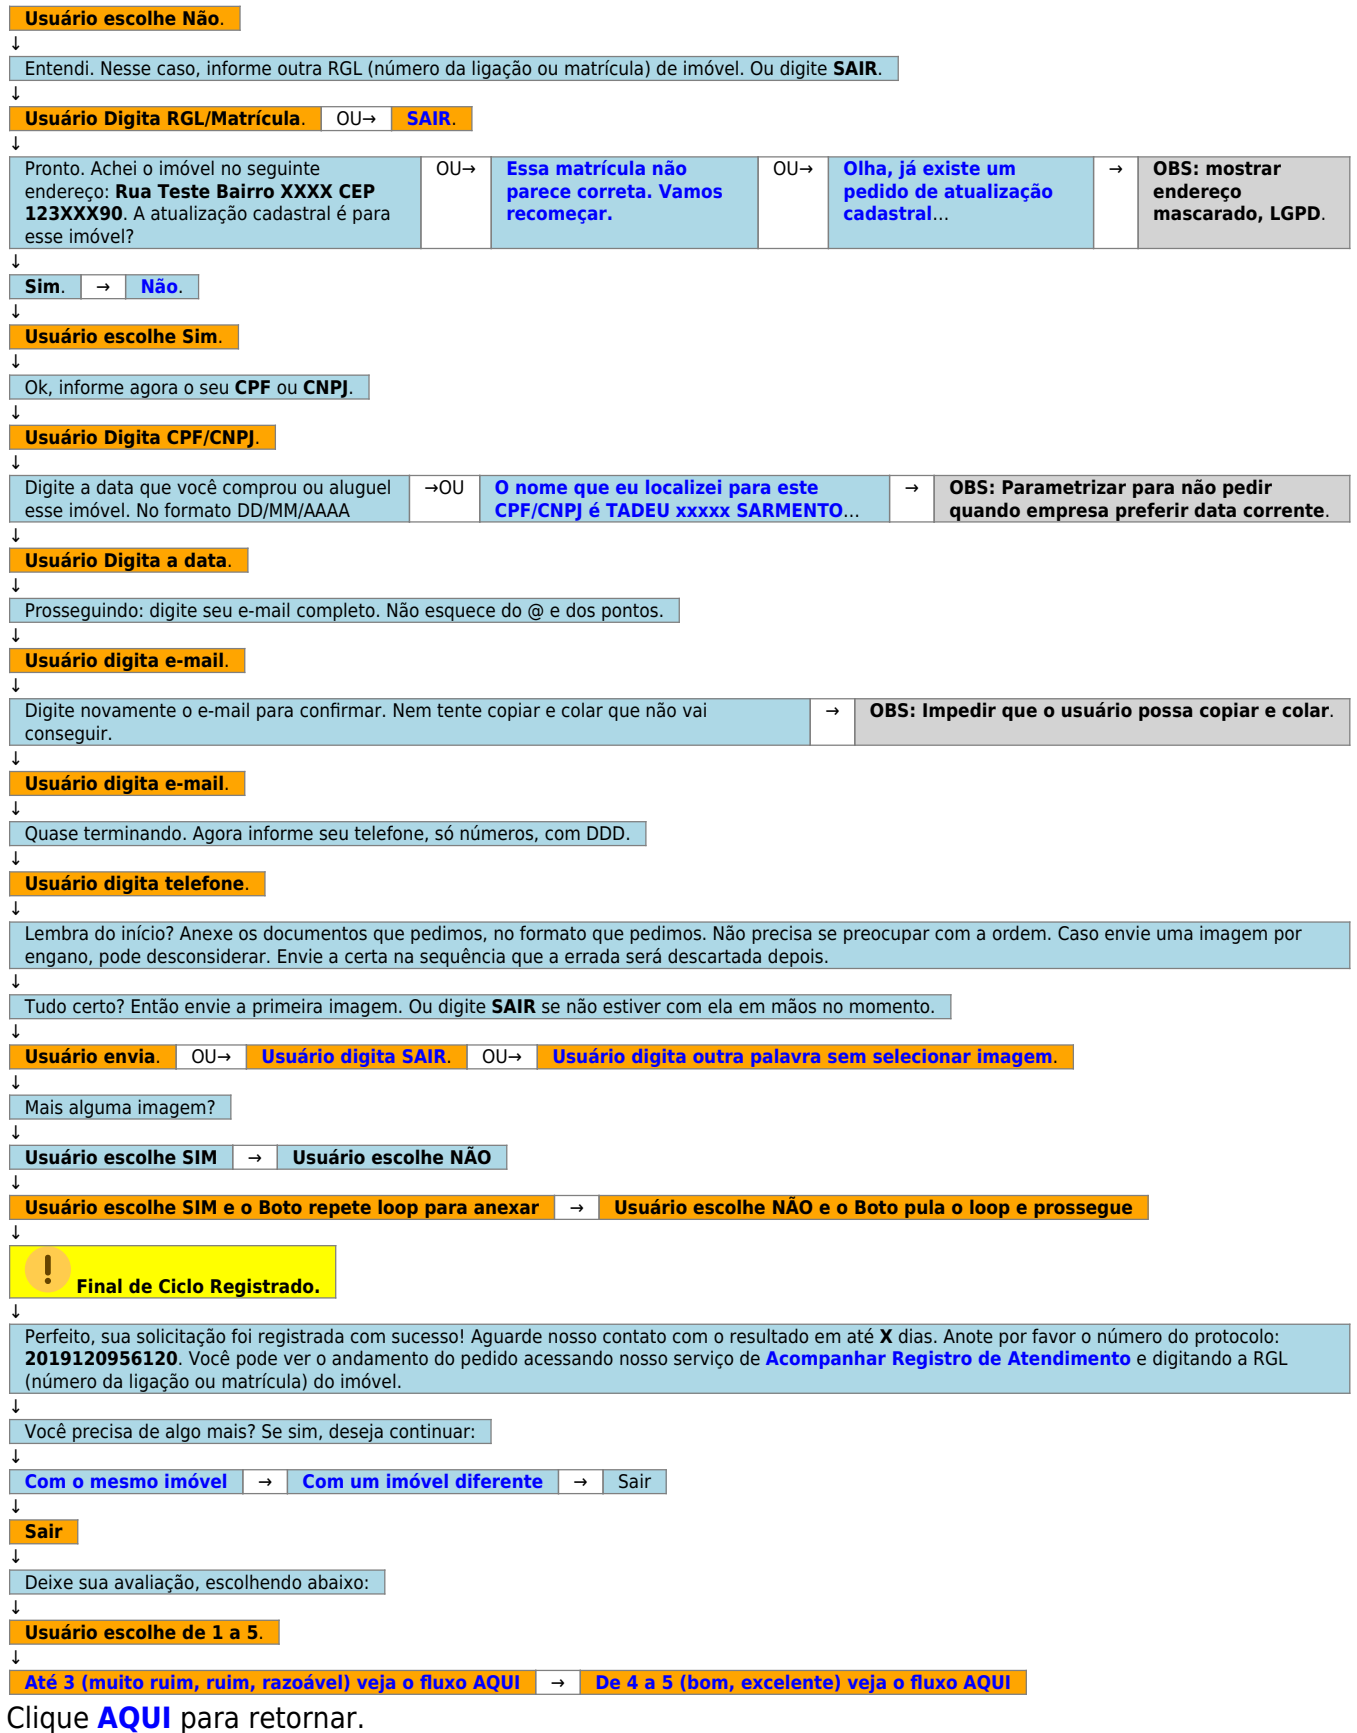 Usuário escolhe Não.
↓
Entendi. Nesse caso, informe outra RGL (número da ligação ou matrícula) de imóvel. Ou digite SAIR.
↓
Usuário Digita RGL/Matrícula. OU→ SAIR.
↓
Pronto. Achei o imóvel no seguinte
endereço: Rua Teste Bairro XXXX CEP
123XXX90. A atualização cadastral é para
esse imóvel?
OU→
Essa matrícula não
parece correta. Vamos
recomeçar.
OU→
Olha, já existe um
pedido de atualização
cadastral...
→
OBS: mostrar
endereço
mascarado, LGPD.
↓
Sim. → Não.
↓
Usuário escolhe Sim.
↓
Ok, informe agora o seu CPF ou CNPJ.
↓
Usuário Digita CPF/CNPJ.
↓
Digite a data que você comprou ou aluguel
esse imóvel. No formato DD/MM/AAAA
→OU
O nome que eu localizei para este
CPF/CNPJ é TADEU xxxxx SARMENTO...
→
OBS: Parametrizar para não pedir
quando empresa preferir data corrente.
↓
Usuário Digita a data.
↓
Prosseguindo: digite seu e-mail completo. Não esquece do @ e dos pontos.
↓
Usuário digita e-mail.
↓
Digite novamente o e-mail para confirmar. Nem tente copiar e colar que não vai
conseguir.
→
OBS: Impedir que o usuário possa copiar e colar.
↓
Usuário digita e-mail.
↓
Quase terminando. Agora informe seu telefone, só números, com DDD.
↓
Usuário digita telefone.
↓
Lembra do início? Anexe os documentos que pedimos, no formato que pedimos. Não precisa se preocupar com a ordem. Caso envie uma imagem por
engano, pode desconsiderar. Envie a certa na sequência que a errada será descartada depois.
↓
Tudo certo? Então envie a primeira imagem. Ou digite SAIR se não estiver com ela em mãos no momento.
↓
Usuário envia. OU→ Usuário digita SAIR. OU→ Usuário digita outra palavra sem selecionar imagem.
↓
Mais alguma imagem?
↓
Usuário escolhe SIM → Usuário escolhe NÃO
↓
Usuário escolhe SIM e o Boto repete loop para anexar → Usuário escolhe NÃO e o Boto pula o loop e prossegue
↓
! Final de Ciclo Registrado.
↓
Perfeito, sua solicitação foi registrada com sucesso! Aguarde nosso contato com o resultado em até X dias. Anote por favor o número do protocolo:
2019120956120. Você pode ver o andamento do pedido acessando nosso serviço de Acompanhar Registro de Atendimento e digitando a RGL
(número da ligação ou matrícula) do imóvel.
↓
Você precisa de algo mais? Se sim, deseja continuar:
↓
Com o mesmo imóvel → Com um imóvel diferente → Sair
↓
Sair
↓
Deixe sua avaliação, escolhendo abaixo:
↓
Usuário escolhe de 1 a 5.
↓
Até 3 (muito ruim, ruim, razoável) veja o fluxo AQUI → De 4 a 5 (bom, excelente) veja o fluxo AQUI
Clique AQUI para retornar.